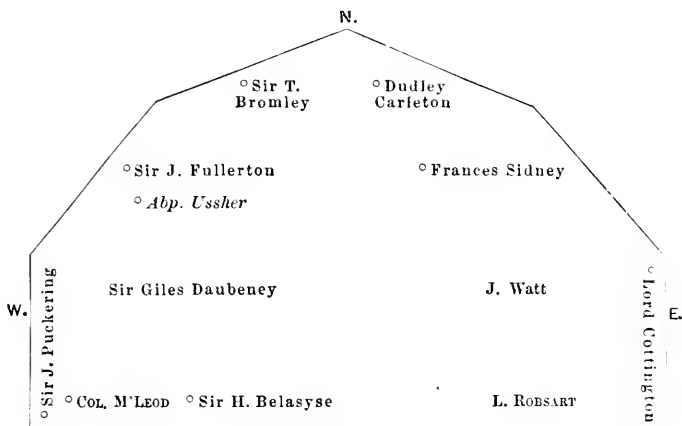 N.
° Sir T.
Bromley
° Dudley
Carleton
° Sir J. Fullerton
° Frances Sidney
° Abp. Ussher
Sir Giles Daubeney
J. Watt
W.
E.
° Sir J. Puckering
° Lord Cottington
° COL. M'LEOD
° Sir H. Belasyse
L. ROBSART